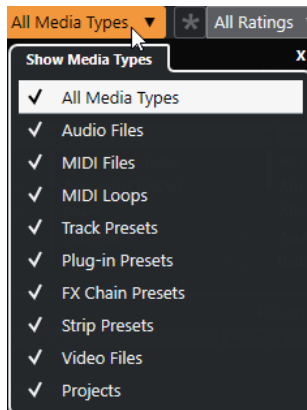 All Media Types ▼ * All Ratings
Show Media Types X
✓ All Media Types
✓ Audio Files
✓ MIDI Files
✓ MIDI Loops
✓ Track Presets
✓ Plug-in Presets
✓ FX Chain Presets
✓ Strip Presets
✓ Video Files
✓ Projects